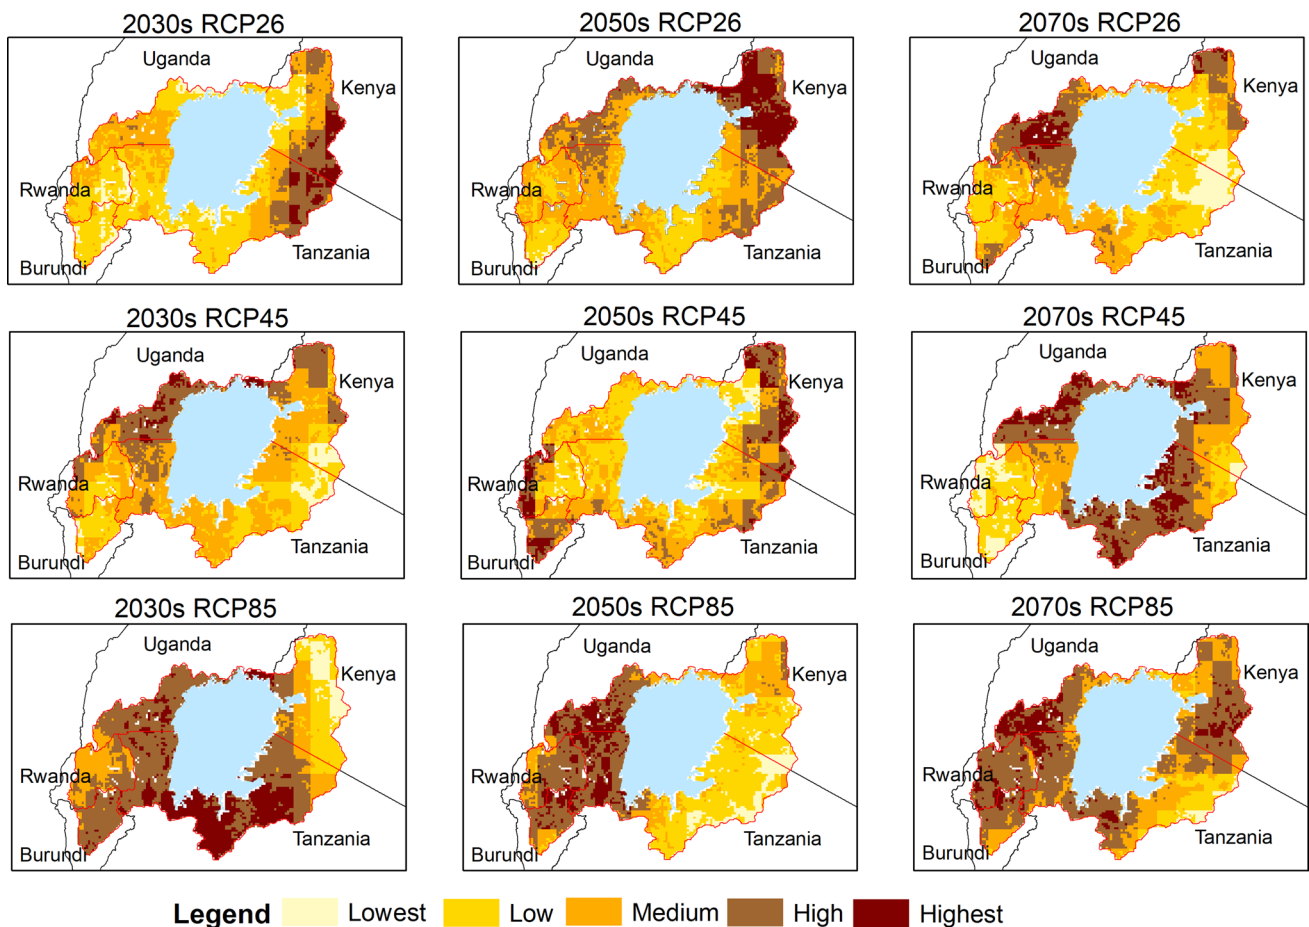 2030s RCP26 2050s RCP26 2070s RCP26
Uganda Uganda Uganda
Kenya Kenya Kenya
Rwanda Rwanda Rwanda
Tanzania Tanzania Tanzania
Burundi Burundi Burundi
2030s RCP45 2050s RCP45 2070s RCP45
Uganda Uganda Uganda
Kenya Kenya Kenya
Rwanda Rwanda Rwanda
Tanzania Tanzania Tanzania
Burundi Burundi Burundi
2030s RCP85 2050s RCP85 2070s RCP85
Uganda Uganda Uganda
Kenya Kenya Kenya
Rwanda Rwanda Rwanda
Tanzania Tanzania Tanzania
Burundi Burundi Burundi
Legend Lowest Low Medium High Highest